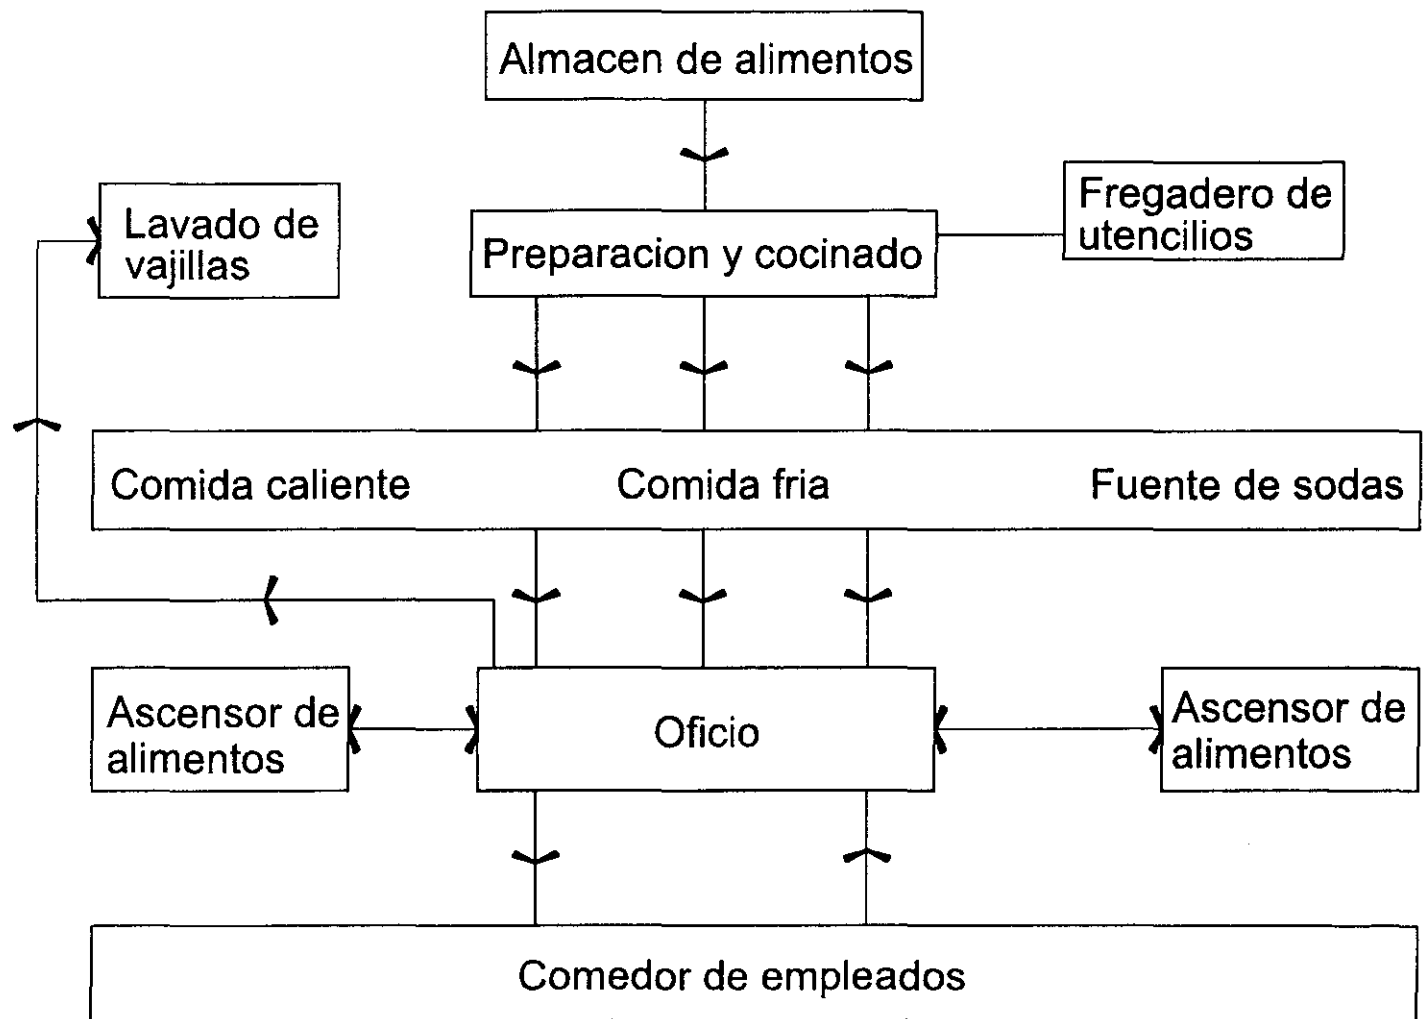 Almacen de alimentos
Lavado de
vajillas
Preparacion y cocinado
Fregadero de
utencilios
Comida caliente
Comida fria
Fuente de sodas
Ascensor de
alimentos
Oficio
Ascensor de
alimentos
Comedor de empleados